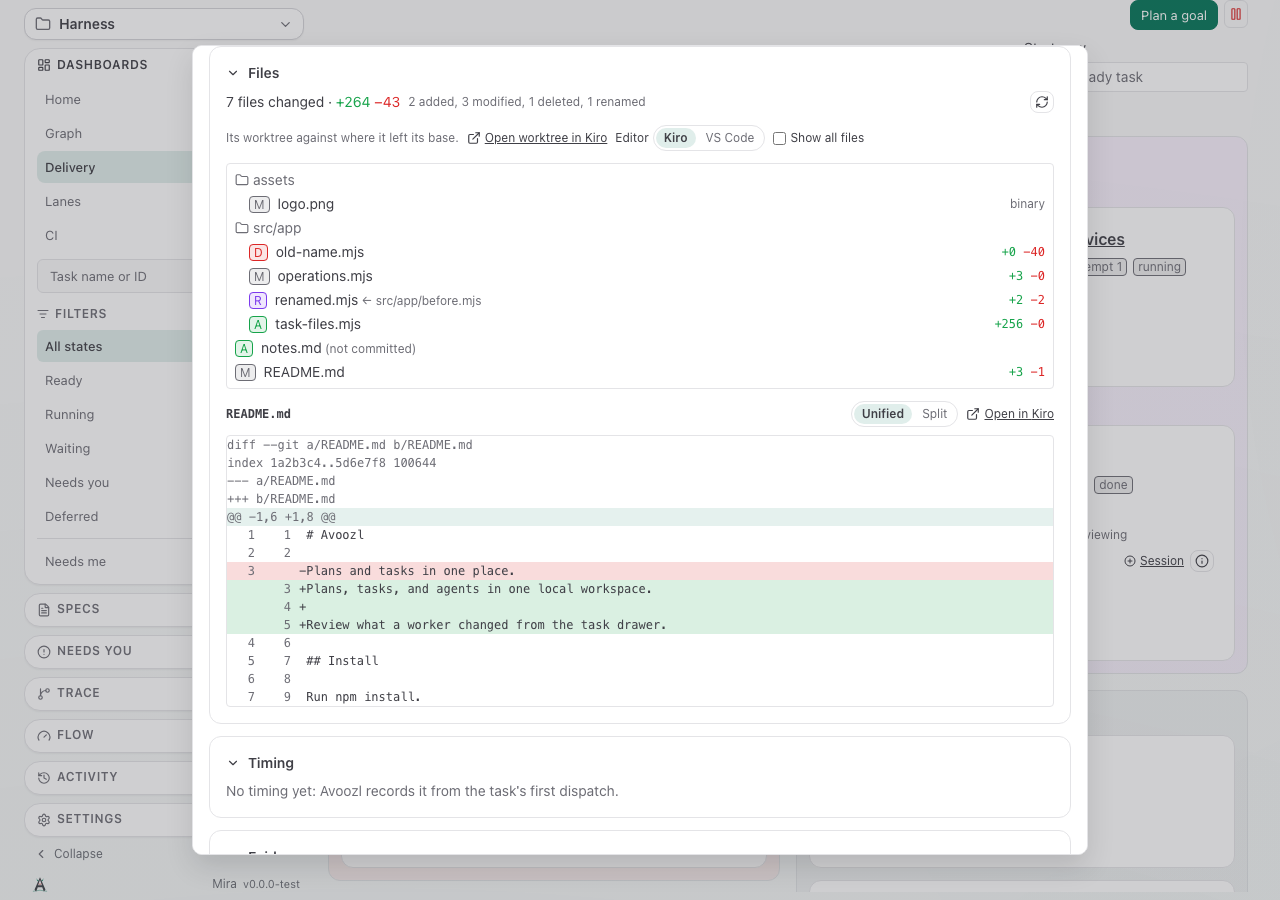 Harness
Plan a goal
DASHBOARDS
Home
Graph
Delivery
Lanes
CI
Task name or ID
FILTERS
All states
Ready
Running
Waiting
Needs you
Deferred
Needs me
SPECS
NEEDS YOU
TRACE
FLOW
ACTIVITY
SETTINGS
Collapse
Mira v0.0.0-test
Files
7 files changed · +264 −43 2 added, 3 modified, 1 deleted, 1 renamed
Its worktree against where it left its base. Open worktree in Kiro Editor Kiro VS Code Show all files
assets
M logo.png binary
src/app
D old-name.mjs +0 −40
M operations.mjs +3 −0
R renamed.mjs ← src/app/before.mjs +2 −2
A task-files.mjs +256 −0
A notes.md (not committed)
M README.md +3 −1
README.md Unified Split Open in Kiro
diff --git a/README.md b/README.md
index 1a2b3c4..5d6e7f8 100644
--- a/README.md
+++ b/README.md
@@ -1,6 +1,8 @@
1 1 # Avoozl
2 2
3 -Plans and tasks in one place.
3 +Plans, tasks, and agents in one local workspace.
4 +
5 +Review what a worker changed from the task drawer.
4 6
5 7 ## Install
6 8
7 9 Run npm install.
Timing
No timing yet: Avoozl records it from the task's first dispatch.
ady task
vices
empt 1 running
done
viewing
Session